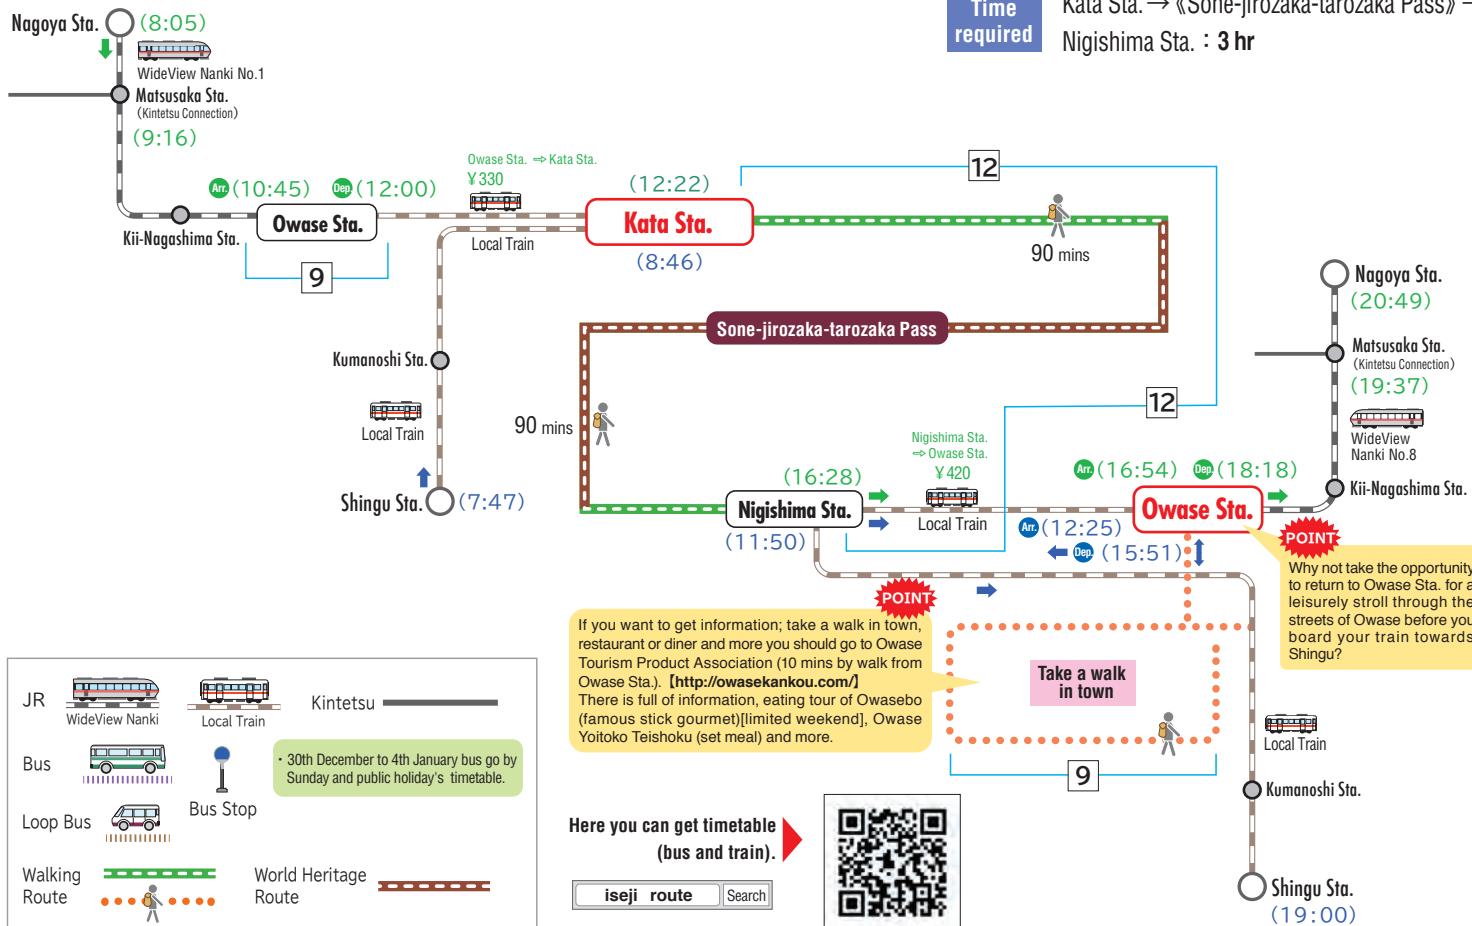 Time
required
Kata Sta. → 《Sone-jirozaka-tarozaka Pass》
Nigishima Sta. : 3 hr
Nagoya Sta. (8:05)
WideView Nanki No.1
Matsusaka Sta.
(Kintetsu Connection)
(9:16)
Arr. (10:45) Dep. (12:00)
Kii-Nagashima Sta.
Owase Sta.
9
Owase Sta. ⇒ Kata Sta.
¥330
Local Train
(12:22)
Kata Sta.
(8:46)
12
90 mins
Sone-jirozaka-tarozaka Pass
Kumanoshi Sta.
Local Train
Shingu Sta. (7:47)
90 mins
12
Nagoya Sta.
(20:49)
Matsusaka Sta.
(Kintetsu Connection)
(19:37)
WideView
Nanki No.8
Kii-Nagashima Sta.
(16:28)
Nigishima Sta.
(11:50)
Nigishima Sta.
⇒ Owase Sta.
¥420
Local Train
Arr. (16:54) Dep. (18:18)
Owase Sta.
Arr. (12:25)
Dep. (15:51)
POINT
Why not take the opportunity
to return to Owase Sta. for a
leisurely stroll through the
streets of Owase before you
board your train towards
Shingu?
POINT
If you want to get information; take a walk in town,
restaurant or diner and more you should go to Owase
Tourism Product Association (10 mins by walk from
Owase Sta.). 【http://owasekankou.com/】
There is full of information, eating tour of Owasebo
(famous stick gourmet)[limited weekend], Owase
Yoitoko Teishoku (set meal) and more.
Take a walk
in town
9
Local Train
Kumanoshi Sta.
Shingu Sta.
(19:00)
JR
WideView Nanki
Local Train
Kintetsu
Bus
Bus Stop
・30th December to 4th January bus go by
Sunday and public holiday's timetable.
Loop Bus
Walking
Route
World Heritage
Route
Here you can get timetable
(bus and train).
iseji route Search